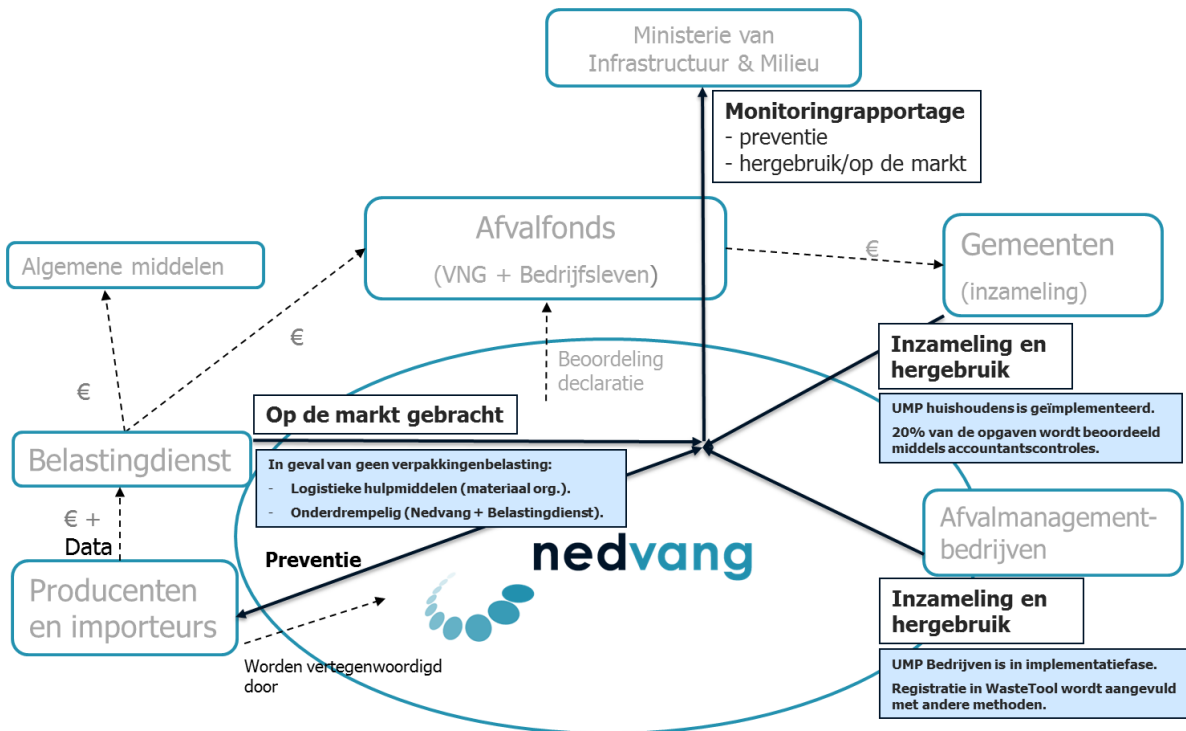 Ministerie van
Infrastructuur & Milieu
Monitoringrapportage
- preventie
- hergebruik/op de markt
Afvalfonds
(VNG + Bedrijfsleven)
€
Gemeenten
(inzameling)
Algemene middelen
€
€
Beoordeling
declaratie
Inzameling en
hergebruik
UMP huishoudens is geïmplementeerd.
20% van de opgaven wordt beoordeeld
middels accountantscontroles.
Op de markt gebracht
Belastingdienst
In geval van geen verpakkingenbelasting:
- Logistieke hulpmiddelen (materiaal org.).
- Onderdrempelig (Nedvang + Belastingdienst).
€ +
Data
Preventie
nedvang
Afvalmanagement-
bedrijven
Producenten
en importeurs
Worden vertegenwoordigd
door
Inzameling en
hergebruik
UMP Bedrijven is in implementatiefase.
Registratie in WasteTool wordt aangevuld
met andere methoden.